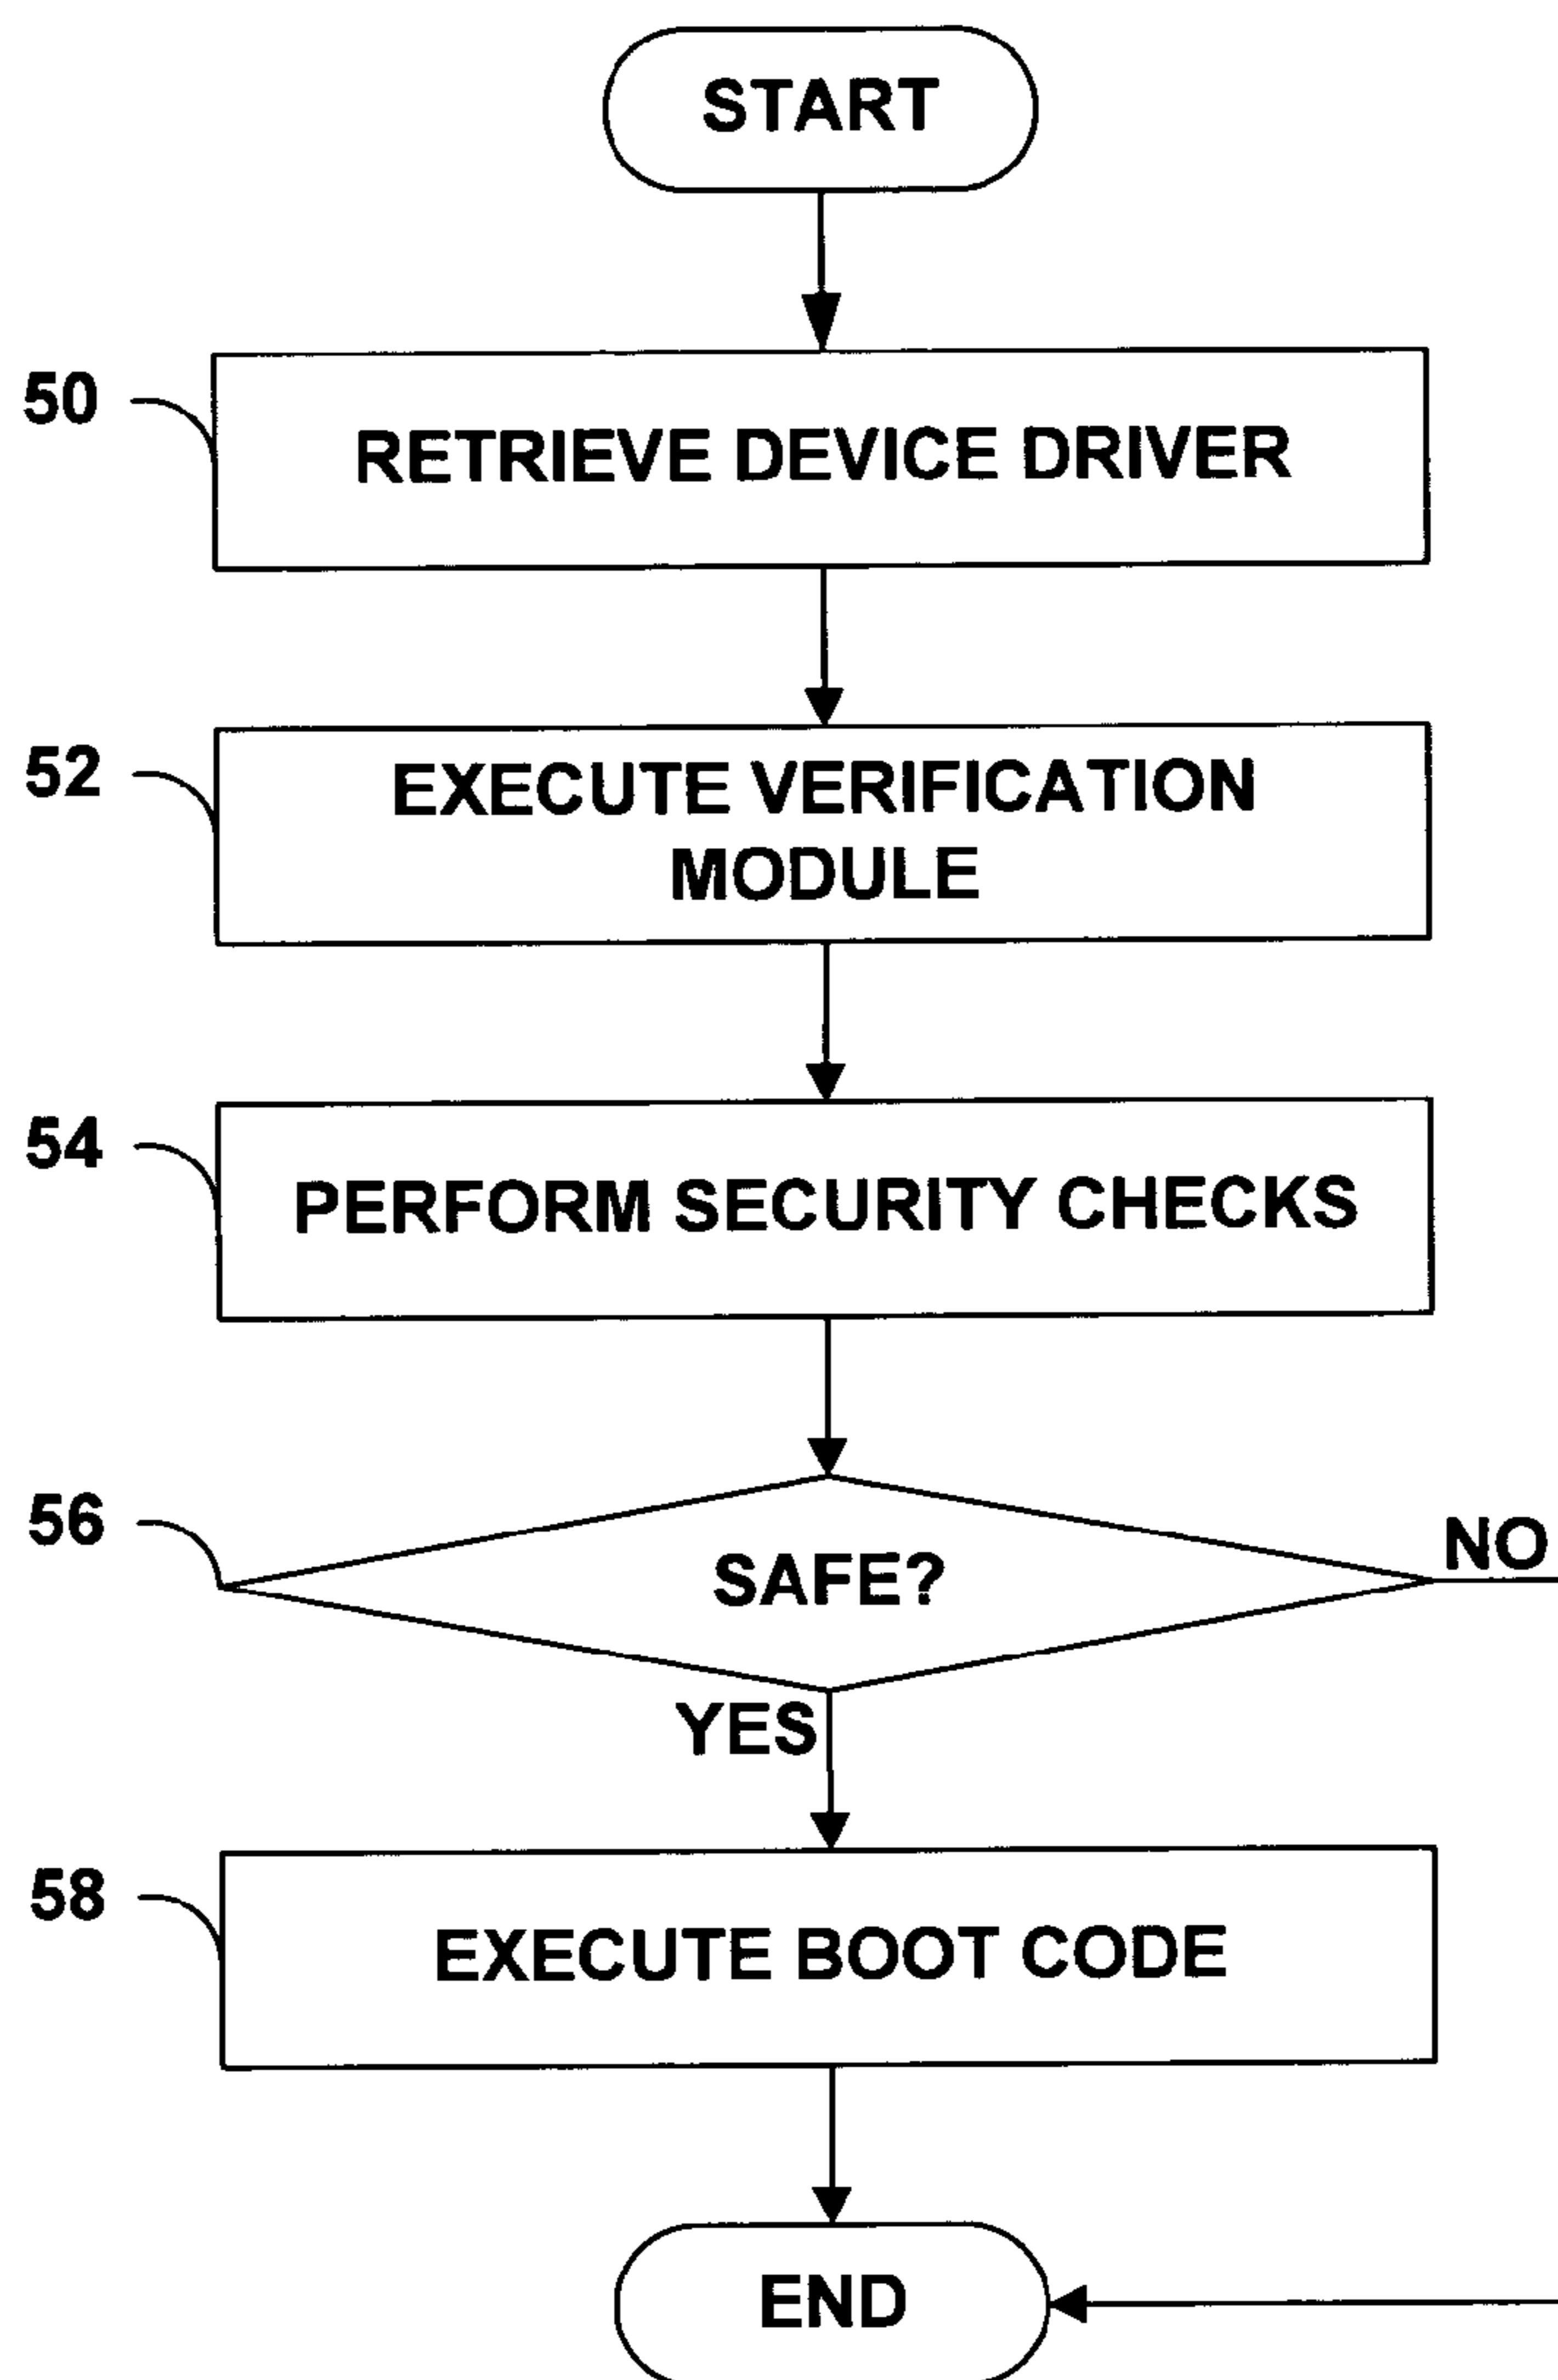 START
50
RETRIEVE DEVICE DRIVER
52
EXECUTE VERIFICATION
MODULE
54
PERFORM SECURITY CHECKS
56
SAFE?
NO
YES
58
EXECUTE BOOT CODE
END